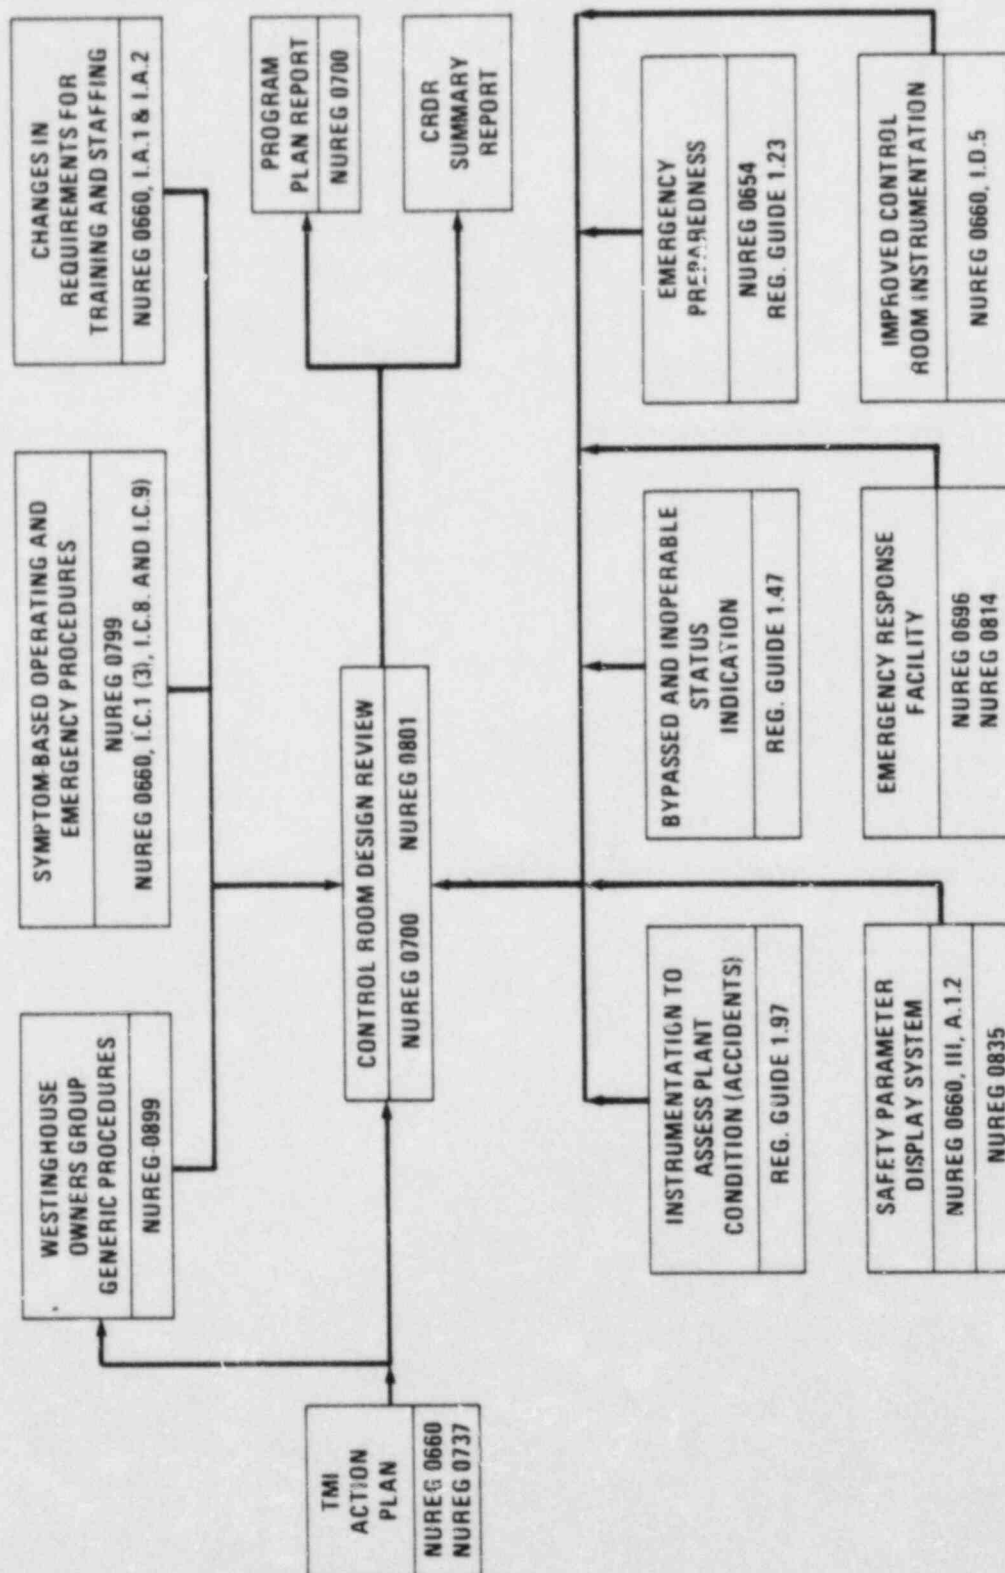 TMI
ACTION
PLAN
NUREG 0660
NUREG 0737
WESTINGHOUSE
OWNERS GROUP
GENERIC PROCEDURES
NUREG-0899
SYMPTOM-BASED OPERATING AND
EMERGENCY PROCEDURES
NUREG 0799
NUREG 0660, I.C.1 (3), I.C.8. AND I.C.9)
CHANGES IN
REQUIREMENTS FOR
TRAINING AND STAFFING
NUREG 0660, I.A.1 & I.A.2
CONTROL ROOM DESIGN REVIEW
NUREG 0700 NUREG 0801
PROGRAM
PLAN REPORT
NUREG 0700
CRDR
SUMMARY
REPORT
INSTRUMENTATION TO
ASSESS PLANT
CONDITION (ACCIDENTS)
REG. GUIDE 1.97
BYPASSED AND INOPERABLE
STATUS
INDICATION
REG. GUIDE 1.47
EMERGENCY
PREPAREDNESS
NUREG 0654
REG. GUIDE 1.23
SAFETY PARAMETER
DISPLAY SYSTEM
NUREG 0660, III, A.1.2
NUREG 0835
EMERGENCY RESPONSE
FACILITY
NUREG 0696
NUREG 0814
IMPROVED CONTROL
ROOM INSTRUMENTATION
NUREG 0660, I.D.5